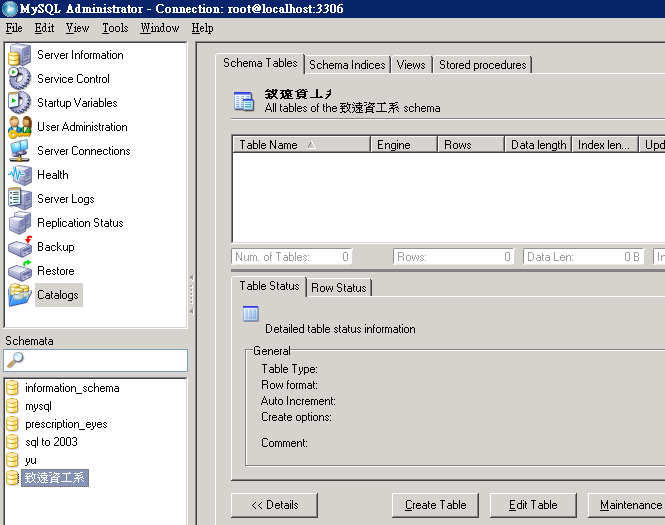 MySQL Administrator - Connection: root@localhost:3306
File Edit View Tools Window Help
Server Information
Service Control
Startup Variables
User Administration
Server Connections
Health
Server Logs
Replication Status
Backup
Restore
Catalogs
Schemata
information_schema
mysql
prescription_eyes
sql to 2003
yu
致遠資工系
Schema Tables Schema Indices Views Stored procedures
致遠資工
All tables of the 致遠資工系 schema
Table Name Engine Rows Data length Index len... Upd
Num. of Tables: 0 Rows: 0 Data Len: 0 B In
Table Status Row Status
Detailed table status information
General
Table Type:
Row format:
Auto Increment:
Create options:
Comment:
<< Details Create Table Edit Table Maintenance